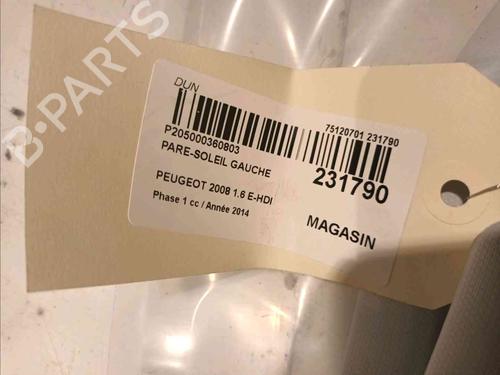 B-PARTS
DUN
75120701 231790
P205000360803
PARE-SOLEIL GAUCHE
231790
PEUGEOT 2008 1.6 E-HDI
Phase 1 cc / Année 2014
MAGASIN